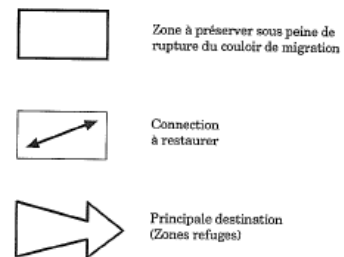 Zone à préserver sous peine de
rupture du couloir de migration
Connection
à restaurer
Principale destination
(Zones refuges)